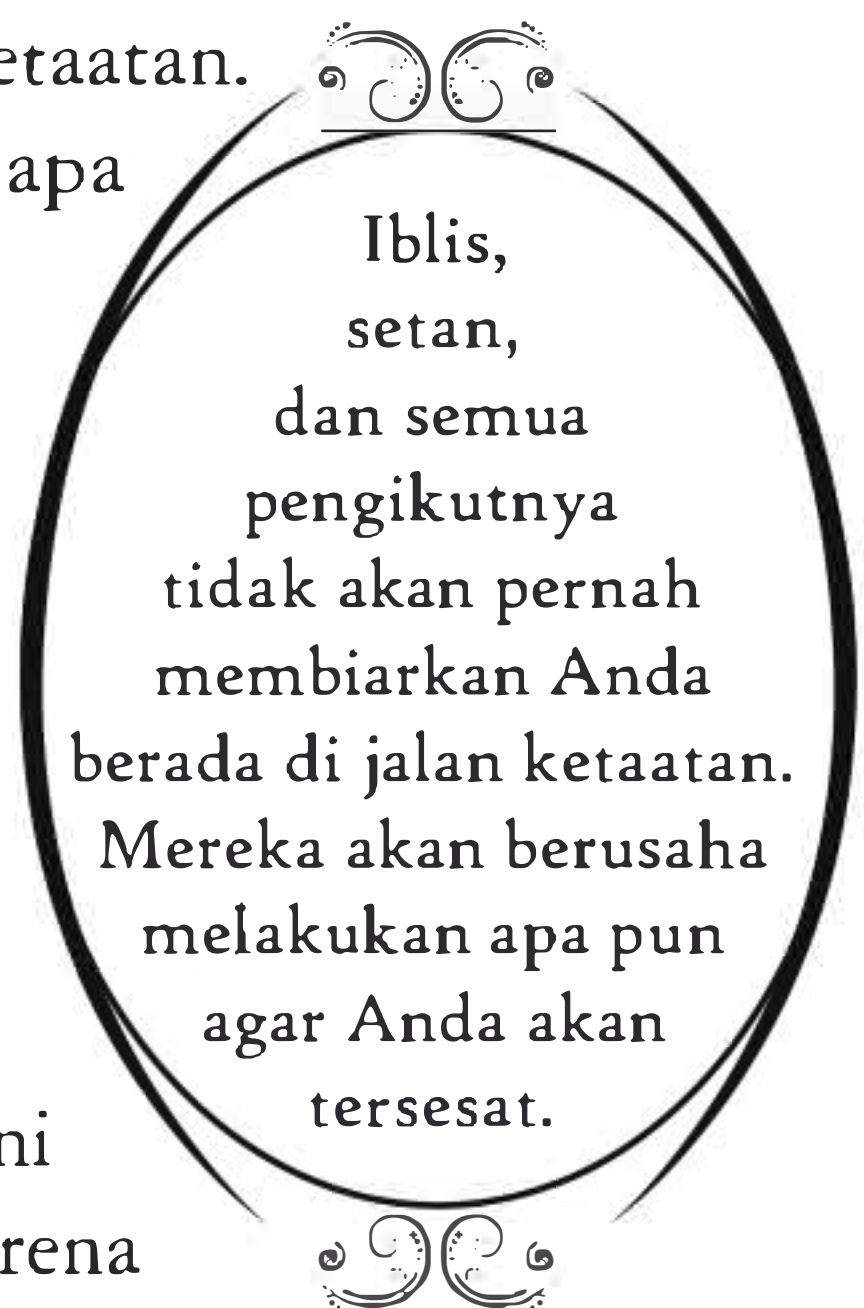 etaatan.
apa
Iblis,
setan,
dan semua
pengikutnya
tidak akan pernah
membiarkan Anda
berada di jalan ketaatan.
Mereka akan berusaha
melakukan apa pun
agar Anda akan
tersesat.
ni
rena